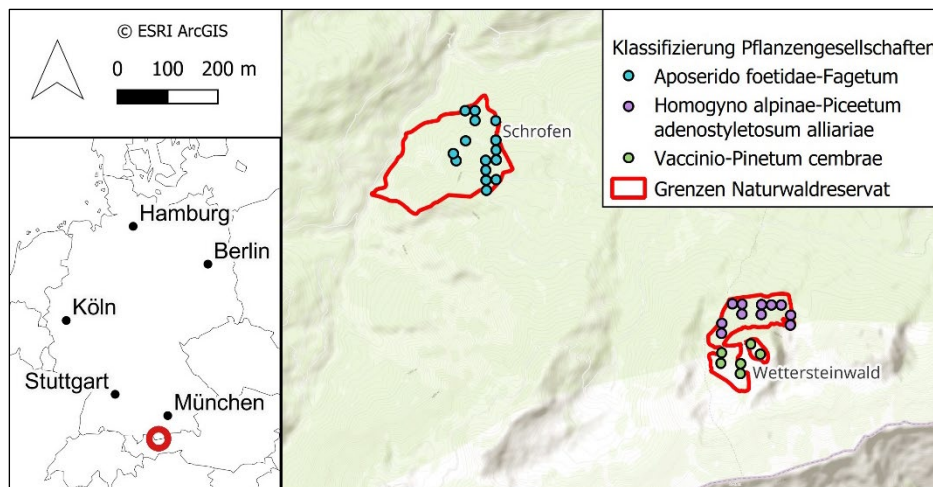 © ESRI ArcGIS
0 100 200 m
Hamburg
Berlin
Köln
Stuttgart
München
Schrofen
Wettersteinwald
Klassifizierung Pflanzengesellschaften
Aposerido foetidae-Fagetum
Homogyno alpinae-Piceetum
adenostyletosum alliariae
Vaccinio-Pinetum cembrae
Grenzen Naturwaldreservat